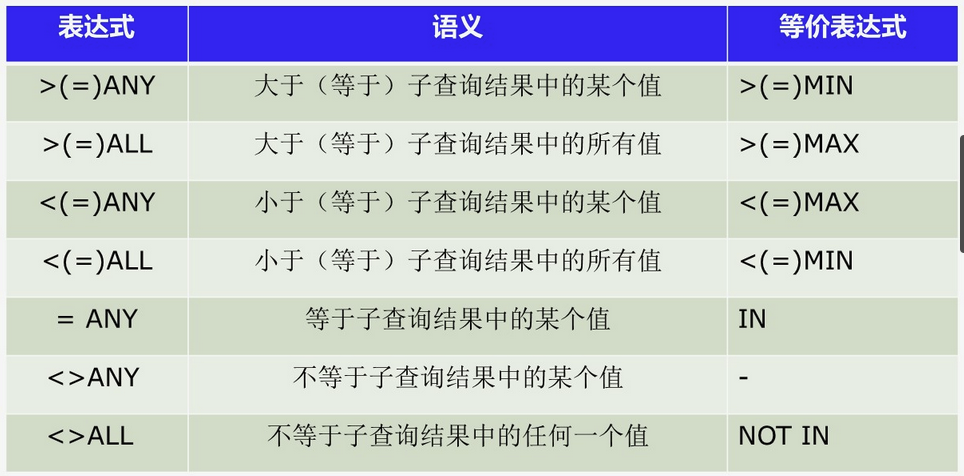 表达式 语义 等价表达式
>(=)ANY 大于（等于）子查询结果中的某个值 >(=)MIN
>(=)ALL 大于（等于）子查询结果中的所有值 >(=)MAX
<(=)ANY 小于（等于）子查询结果中的某个值 <(=)MAX
<(=)ALL 小于（等于）子查询结果中的所有值 <(=)MIN
= ANY 等于子查询结果中的某个值 IN
<>ANY 不等于子查询结果中的某个值 -
<>ALL 不等于子查询结果中的任何一个值 NOT IN